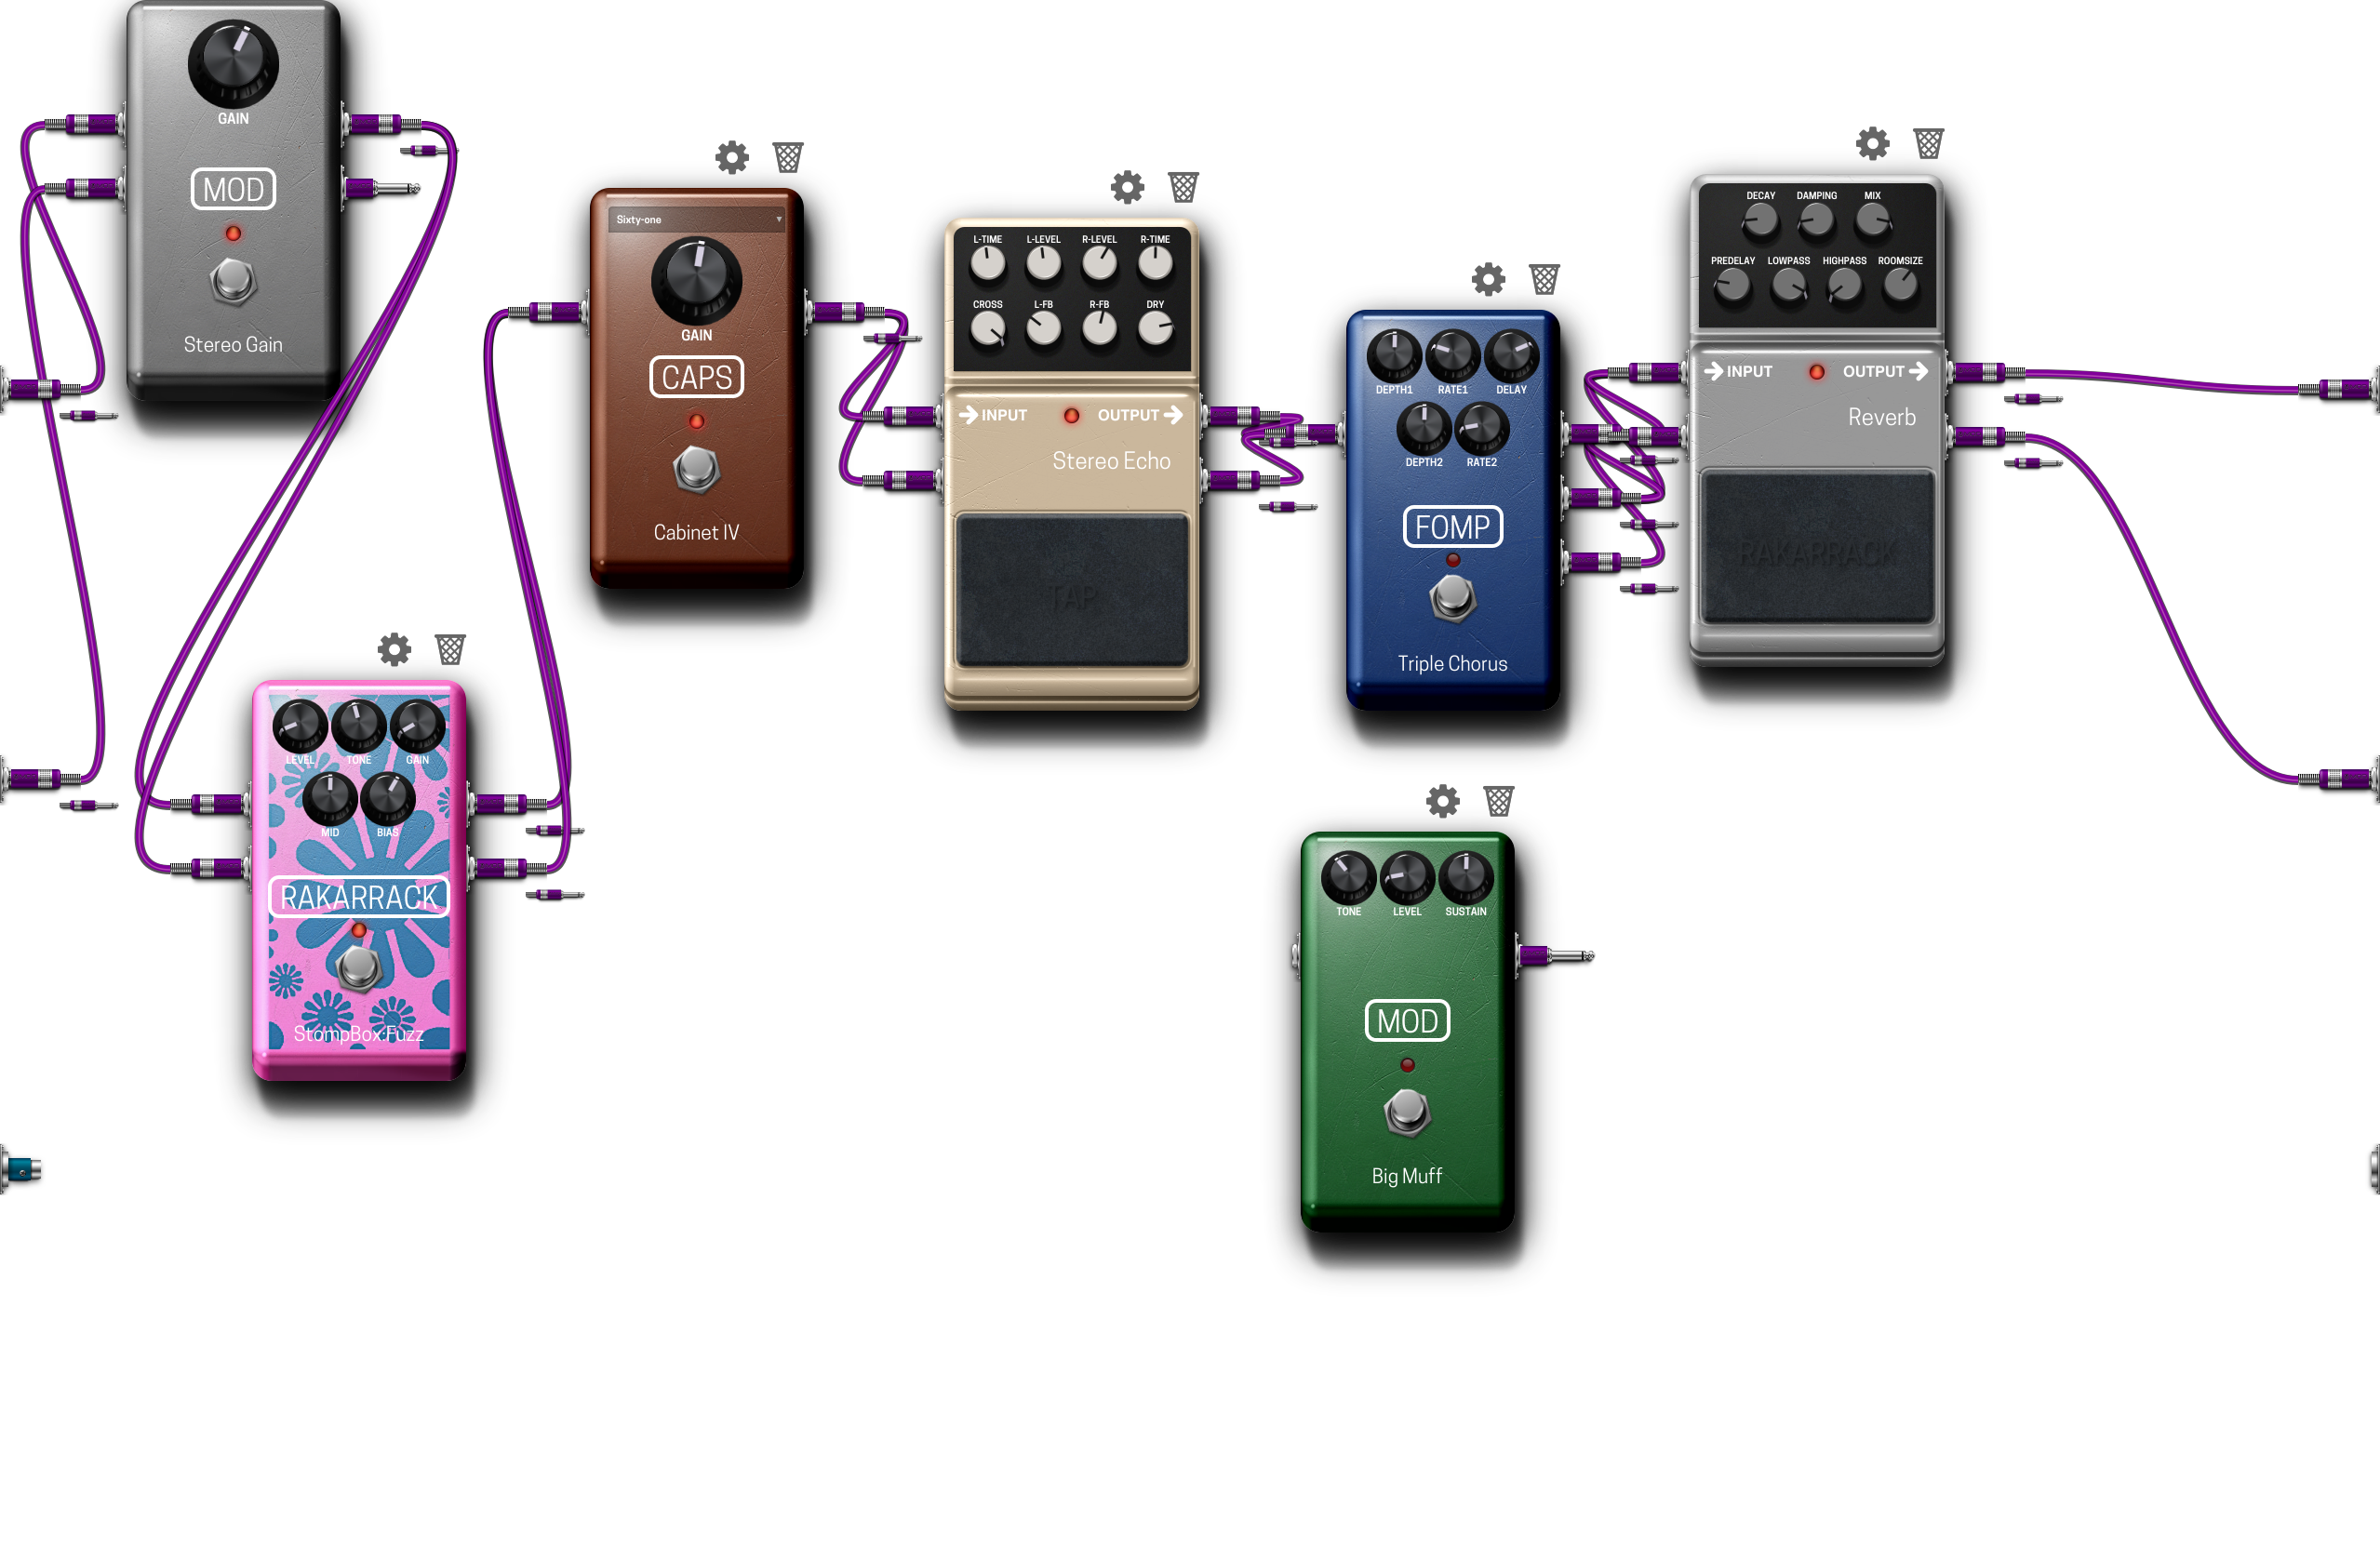 GAIN
MOD
Stereo Gain
LEVEL TONE GAIN
MID BIAS
RAKARRACK
StompBox:Fuzz
Sixty-one
GAIN
CAPS
Cabinet IV
L-TIME L-LEVEL R-LEVEL R-TIME
CROSS L-FB R-FB DRY
INPUT OUTPUT
Stereo Echo
TAP
DEPTH1 RATE1 DELAY
DEPTH2 RATE2
FOMP
Triple Chorus
TONE LEVEL SUSTAIN
MOD
Big Muff
DECAY DAMPING MIX
PREDELAY LOWPASS HIGHPASS ROOMSIZE
INPUT OUTPUT
Reverb
RAKARRACK